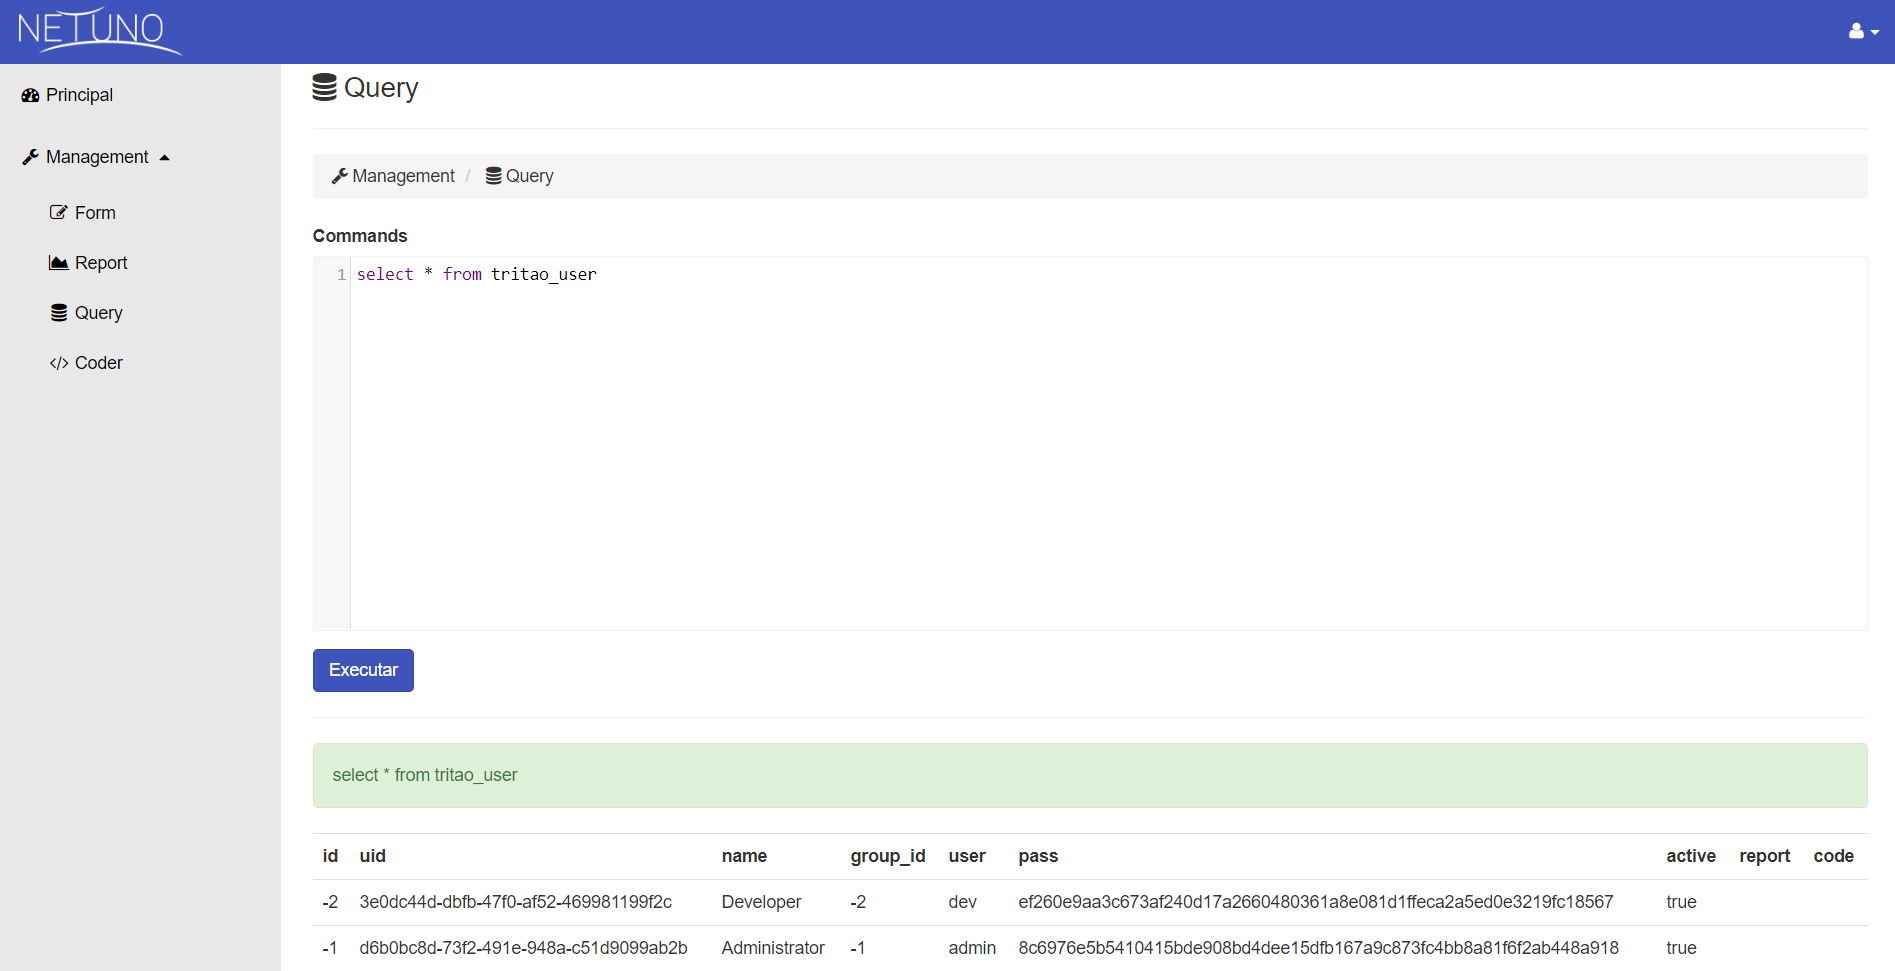 NETUNO
Principal
Management
Form
Report
Query
Coder
Query
Management / Query
Commands
1 select * from tritao_user
Executar
select * from tritao_user
id uid name group_id user pass active report code
-2 3e0dc44d-dbfb-47f0-af52-469981199f2c Developer -2 dev ef260e9aa3c673af240d17a2660480361a8e081d1ffeca2a5ed0e3219fc18567 true
-1 d6b0bc8d-73f2-491e-948a-c51d9099ab2b Administrator -1 admin 8c6976e5b5410415bde908bd4dee15dfb167a9c873fc4bb8a81f6f2ab448a918 true